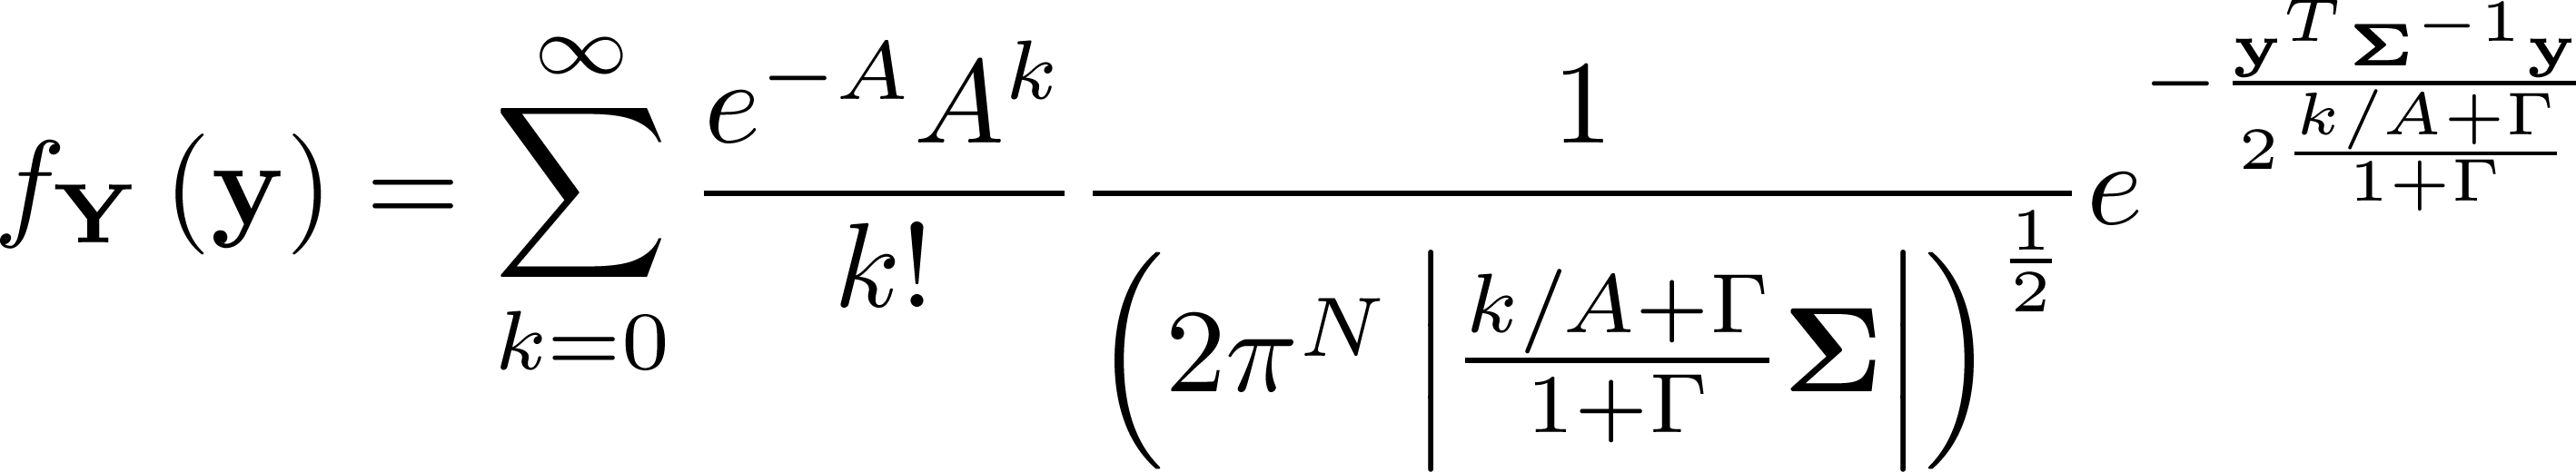 $f_{\mathbf{Y}}(\mathbf{y}) = \sum_{k=0}^{\infty} \frac{e^{-A}A^{k}}{k!} \frac{1}{\left(2\pi^{N}\left|\frac{k/A+\Gamma}{1+\Gamma}\mathbf{\Sigma}\right|\right)^{\frac{1}{2}}} e^{-\frac{\mathbf{y}^{T}\mathbf{\Sigma}^{-1}\mathbf{y}}{2\frac{k/A+\Gamma}{1+\Gamma}}}$